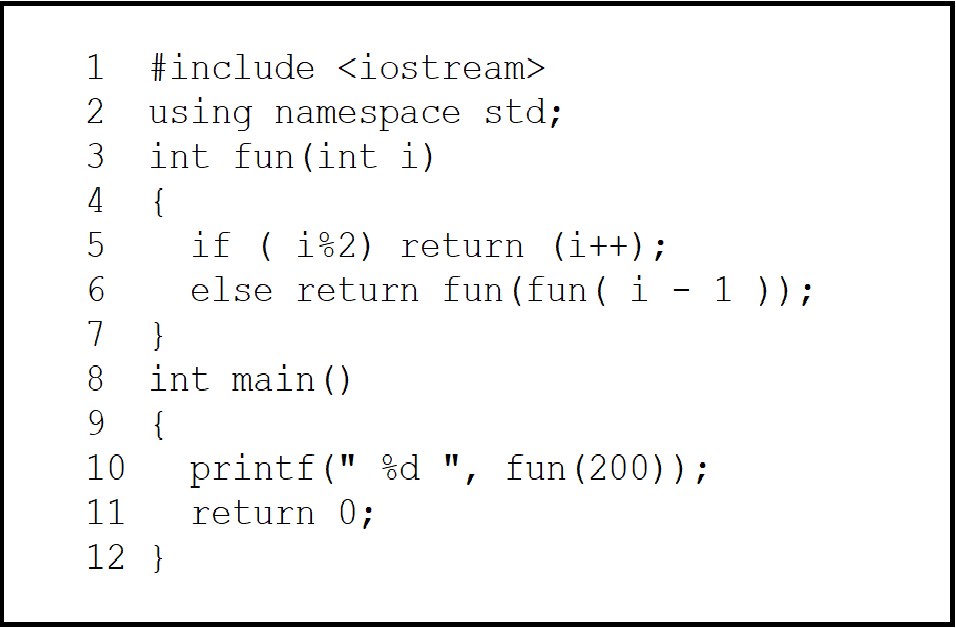 1 #include <iostream>
2 using namespace std;
3 int fun(int i)
4 {
5 if ( i%2) return (i++);
6 else return fun(fun( i - 1 ));
7 }
8 int main()
9 {
10 printf(" %d ", fun(200));
11 return 0;
12 }